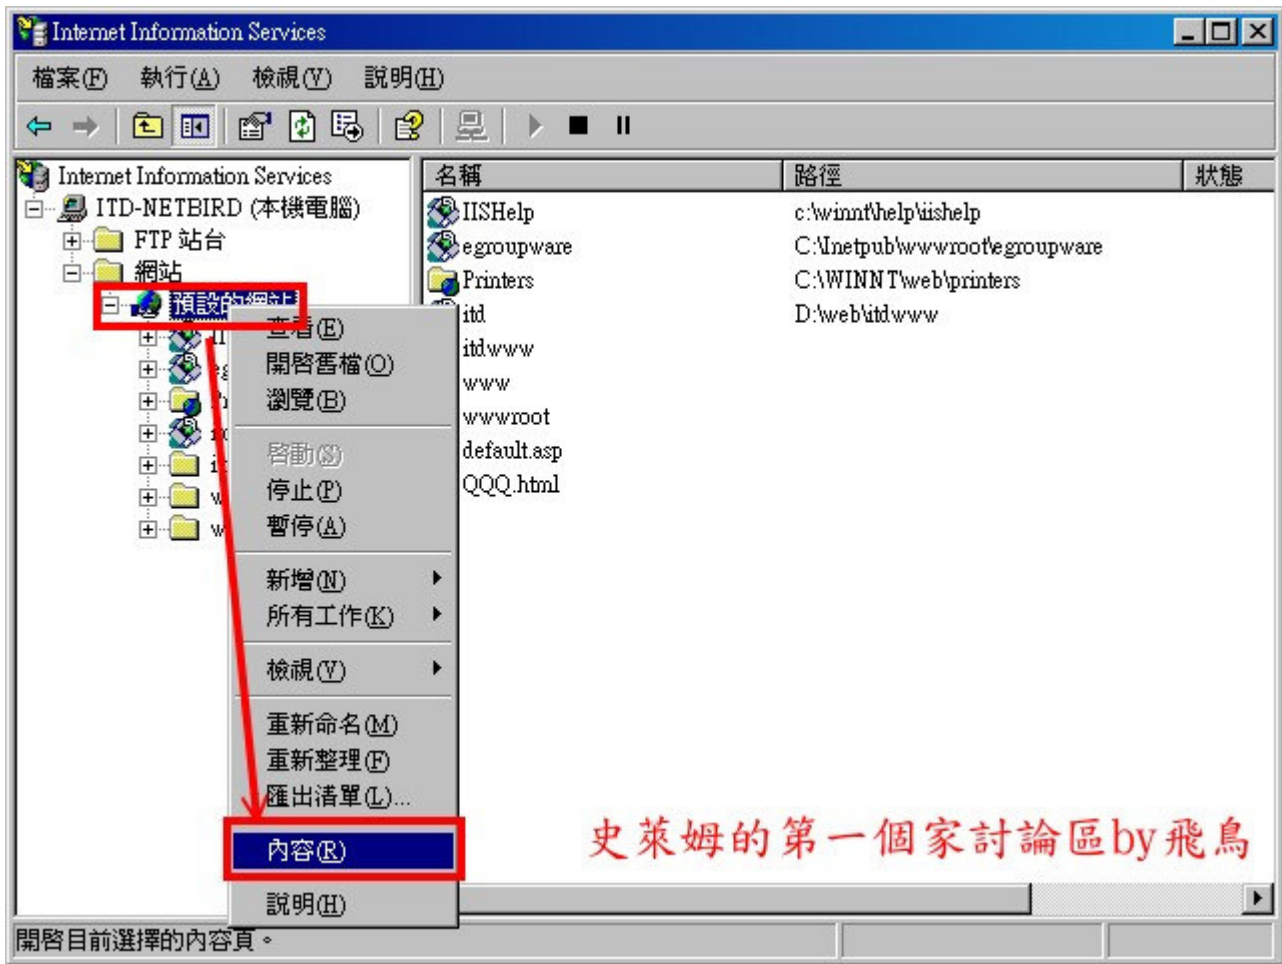 Internet Information Services
檔案(F) 執行(A) 檢視(V) 說明(H)
Internet Information Services
ITD-NETBIRD (本機電腦)
FTP 站台
網站
預設的網站
名稱 路徑 狀態
IISHelp c:\winnt\help\iishelp
egroupware C:\Inetpub\wwwroot\egroupware
Printers C:\WINNT\web\printers
itd D:\web\itdwww
itdwww
www
wwwroot
default.asp
QQQ.html
查看(E)
開啓舊檔(O)
瀏覽(B)
啓動(S)
停止(P)
暫停(A)
新增(N)
所有工作(K)
檢視(V)
重新命名(M)
重新整理(F)
匯出清單(L)...
內容(R)
說明(H)
史萊姆的第一個家討論區by飛鳥
開啓目前選擇的內容頁。